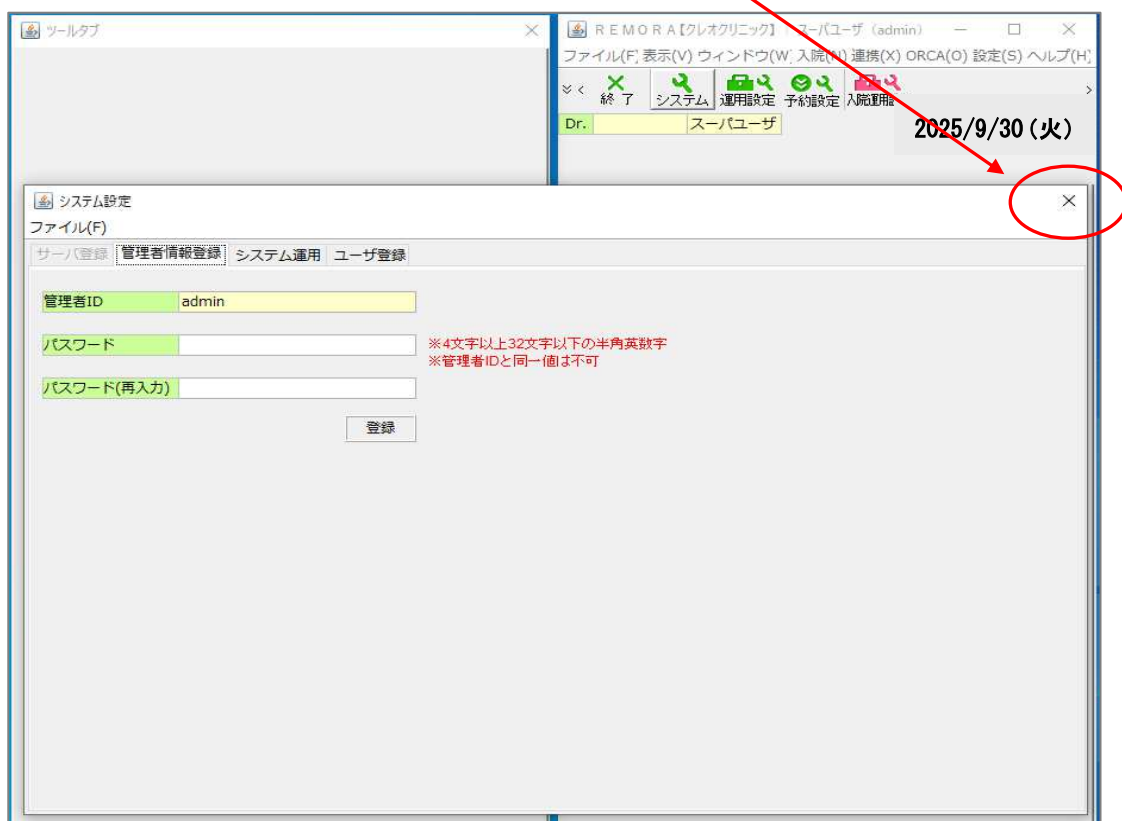 ツールタブ
REMORA【クレオクリニック】 スーパユーザ (admin)
ファイル(F) 表示(V) ウィンドウ(W) 入院(N) 連携(X) ORCA(O) 設定(S) ヘルプ(H)
終了 システム 運用設定 予約設定 入院運用
Dr. スーパユーザ
2025/9/30(火)
システム設定
ファイル(F)
サーバ登録 管理者情報登録 システム運用 ユーザ登録
管理者ID admin
パスワード ※4文字以上32文字以下の半角英数字
※管理者IDと同一値は不可
パスワード(再入力)
登録